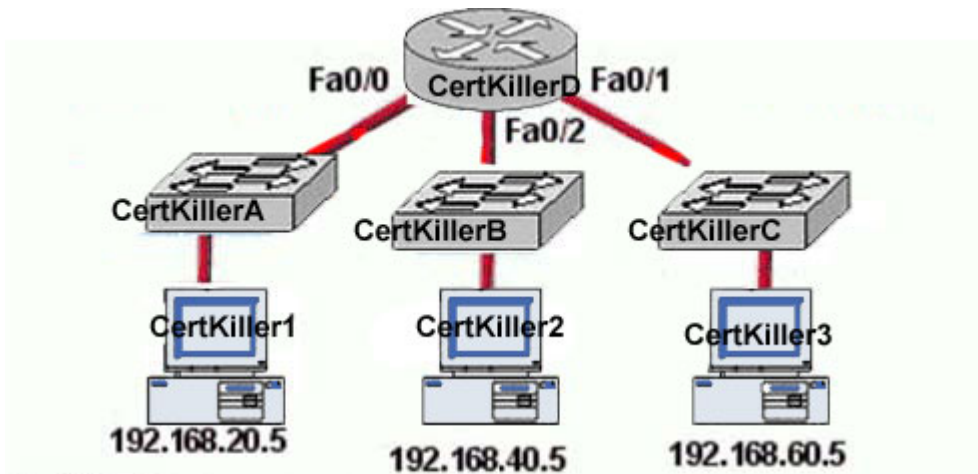 Fa0/0
CertKillerD
Fa0/1
Fa0/2
CertKillerA
CertKillerB
CertKillerC
CertKiller1
CertKiller2
CertKiller3
192.168.20.5
192.168.40.5
192.168.60.5